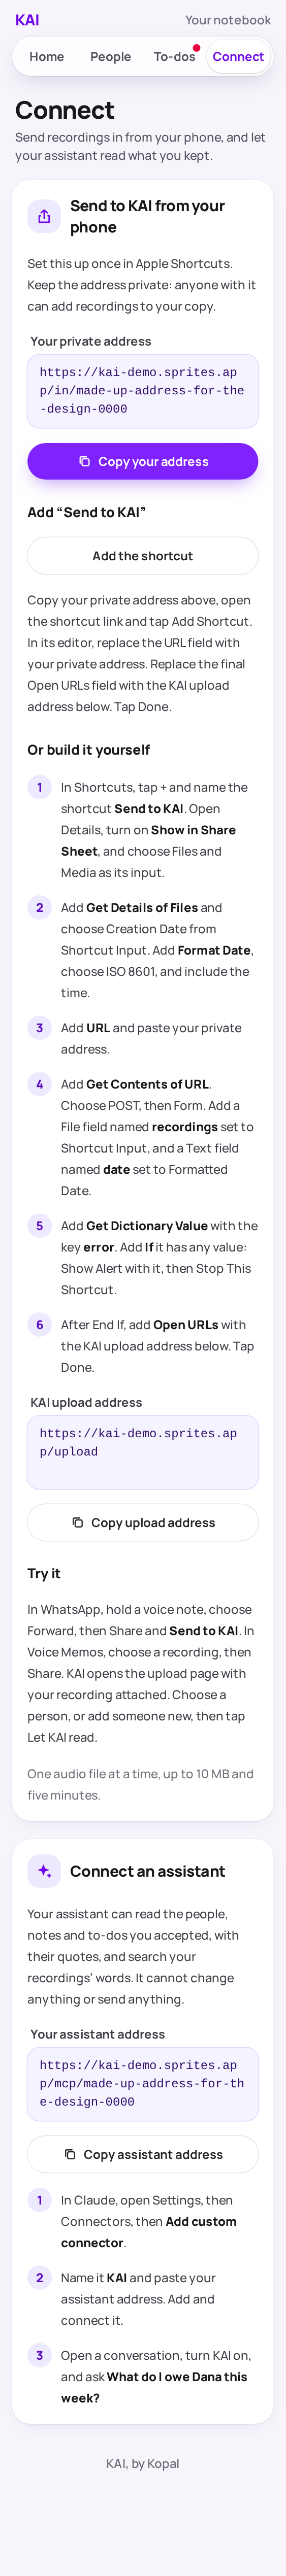 KAI
Your notebook
Home People To-dos Connect
Connect
Send recordings in from your phone, and let
your assistant read what you kept.
Send to KAI from your
phone
Set this up once in Apple Shortcuts.
Keep the address private: anyone with it
can add recordings to your copy.
Your private address
https://kai-demo.sprites.ap
p/in/made-up-address-for-the
-design-0000
Copy your address
Add “Send to KAI”
Add the shortcut
Copy your private address above, open
the shortcut link and tap Add Shortcut.
In its editor, replace the URL field with
your private address. Replace the final
Open URLs field with the KAI upload
address below. Tap Done.
Or build it yourself
1 In Shortcuts, tap + and name the
shortcut Send to KAI. Open
Details, turn on Show in Share
Sheet, and choose Files and
Media as its input.
2 Add Get Details of Files and
choose Creation Date from
Shortcut Input. Add Format Date,
choose ISO 8601, and include the
time.
3 Add URL and paste your private
address.
4 Add Get Contents of URL.
Choose POST, then Form. Add a
File field named recordings set to
Shortcut Input, and a Text field
named date set to Formatted
Date.
5 Add Get Dictionary Value with the
key error. Add If it has any value:
Show Alert with it, then Stop This
Shortcut.
6 After End If, add Open URLs with
the KAI upload address below. Tap
Done.
KAI upload address
https://kai-demo.sprites.ap
p/upload
Copy upload address
Try it
In WhatsApp, hold a voice note, choose
Forward, then Share and Send to KAI. In
Voice Memos, choose a recording, then
Share. KAI opens the upload page with
your recording attached. Choose a
person, or add someone new, then tap
Let KAI read.
One audio file at a time, up to 10 MB and
five minutes.
Connect an assistant
Your assistant can read the people,
notes and to-dos you accepted, with
their quotes, and search your
recordings’ words. It cannot change
anything or send anything.
Your assistant address
https://kai-demo.sprites.ap
p/mcp/made-up-address-for-th
e-design-0000
Copy assistant address
1 In Claude, open Settings, then
Connectors, then Add custom
connector.
2 Name it KAI and paste your
assistant address. Add and
connect it.
3 Open a conversation, turn KAI on,
and ask What do I owe Dana this
week?
KAI, by Kopal